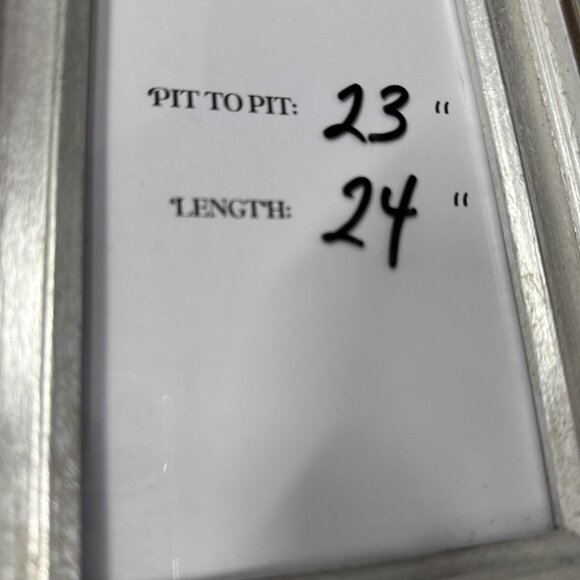 PIT TO PIT: 23 "
LENGTH: 24 "